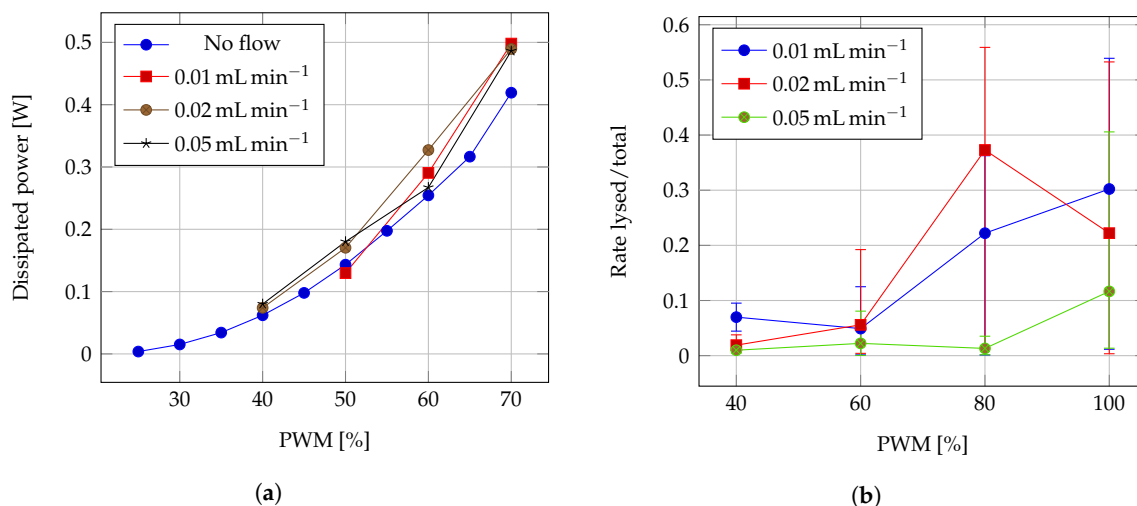 No flow
0.01 mL min⁻¹
0.02 mL min⁻¹
0.05 mL min⁻¹
0.5
0.4
0.3
0.2
0.1
0
Dissipated power [W]
30 40 50 60 70
PWM [%]
(a)
0.01 mL min⁻¹
0.02 mL min⁻¹
0.05 mL min⁻¹
0.6
0.5
0.4
0.3
0.2
0.1
0
Rate lysed/total
40 60 80 100
PWM [%]
(b)